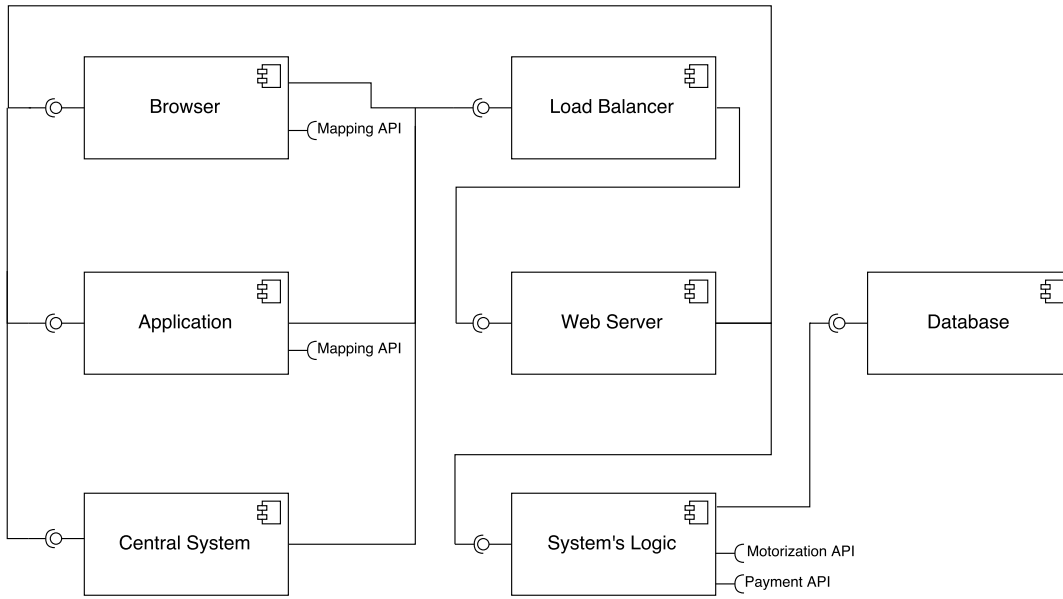 Browser
Load Balancer
Mapping API
Application
Web Server
Database
Mapping API
Central System
System's Logic
Motorization API
Payment API